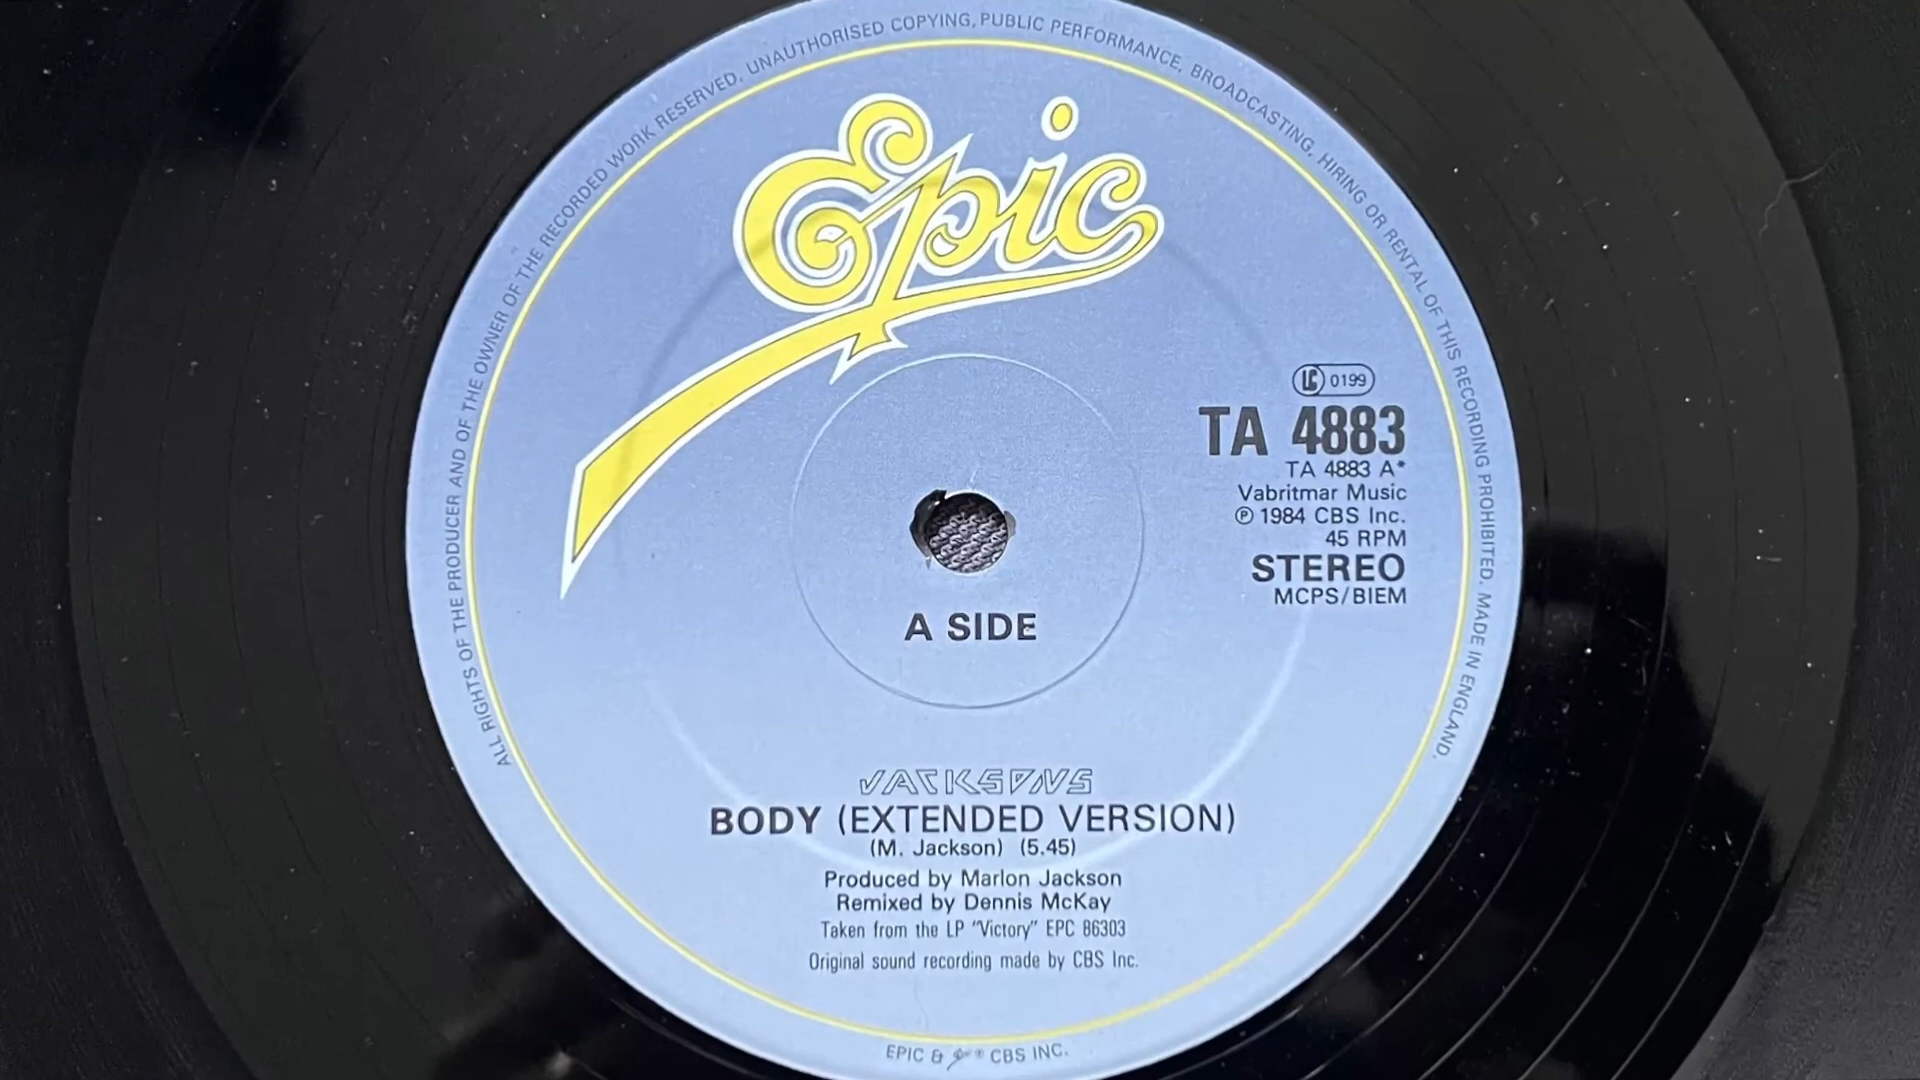 ALL RIGHTS OF THE PRODUCER AND OF THE OWNER OF THE RECORDED WORK RESERVED. UNAUTHORISED COPYING, PUBLIC PERFORMANCE, BROADCASTING, HIRING OR RENTAL OF THIS RECORDING PROHIBITED. MADE IN ENGLAND.
Epic
LC 0199
TA 4883
TA 4883 A*
Vabritmar Music
℗ 1984 CBS Inc.
45 RPM
STEREO
MCPS/BIEM
A SIDE
JACKSONS
BODY (EXTENDED VERSION)
(M. Jackson) (5.45)
Produced by Marlon Jackson
Remixed by Dennis McKay
Taken from the LP "Victory" EPC 86303
Original sound recording made by CBS Inc.
EPIC & CBS INC.